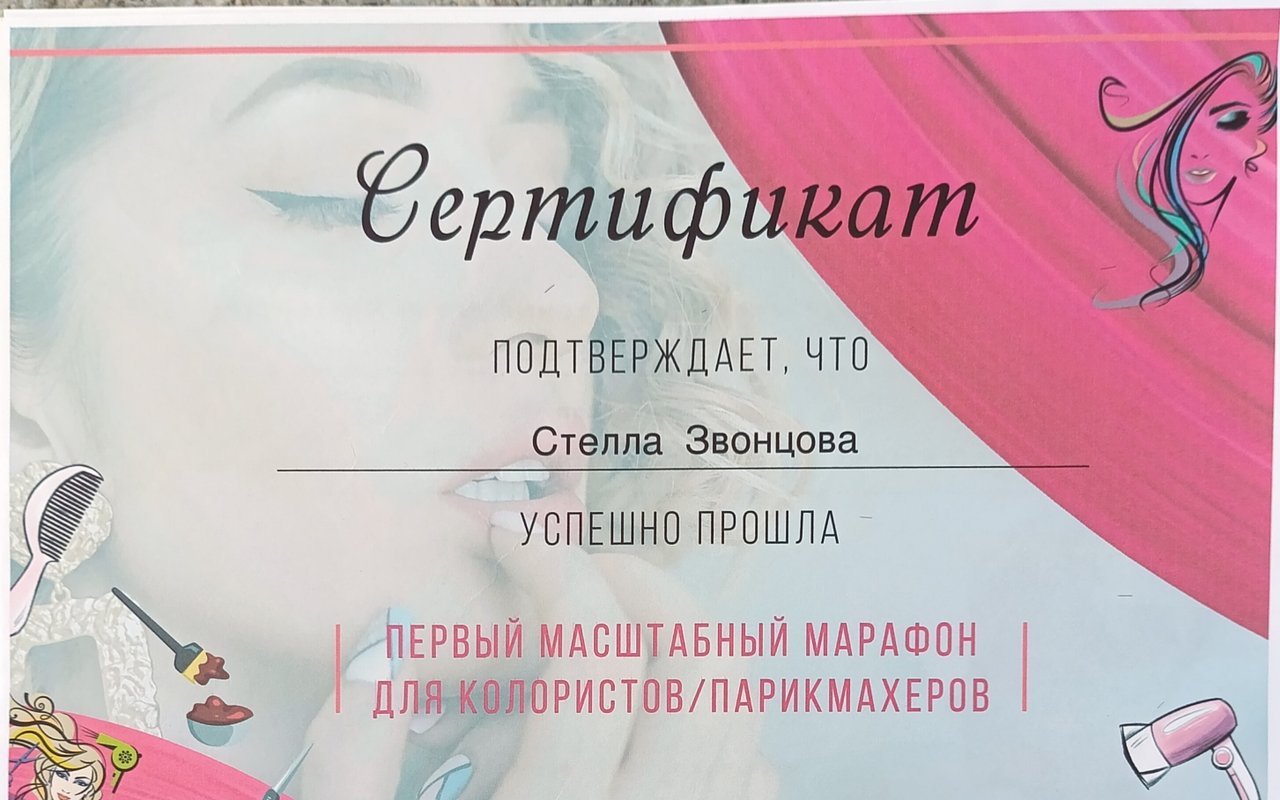 Сертификат
ПОДТВЕРЖДАЕТ, ЧТО
Стелла Звонцова
УСПЕШНО ПРОШЛА
ПЕРВЫЙ МАСШТАБНЫЙ МАРАФОН
ДЛЯ КОЛОРИСТОВ/ПАРИКМАХЕРОВ